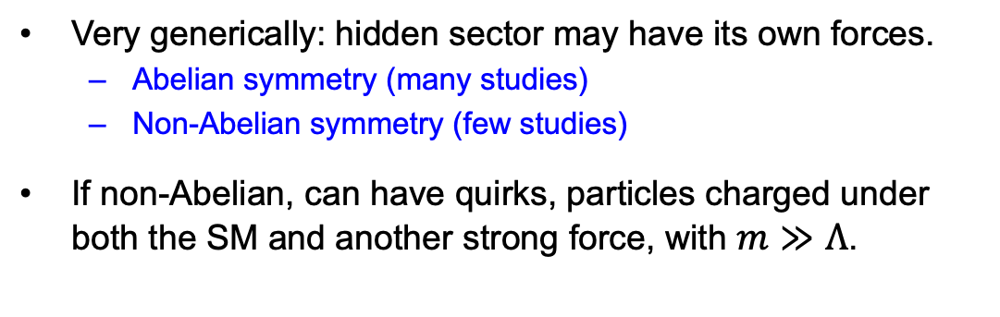 • Very generically: hidden sector may have its own forces.
– Abelian symmetry (many studies)
– Non-Abelian symmetry (few studies)
• If non-Abelian, can have quirks, particles charged under
both the SM and another strong force, with m ≫ Λ.